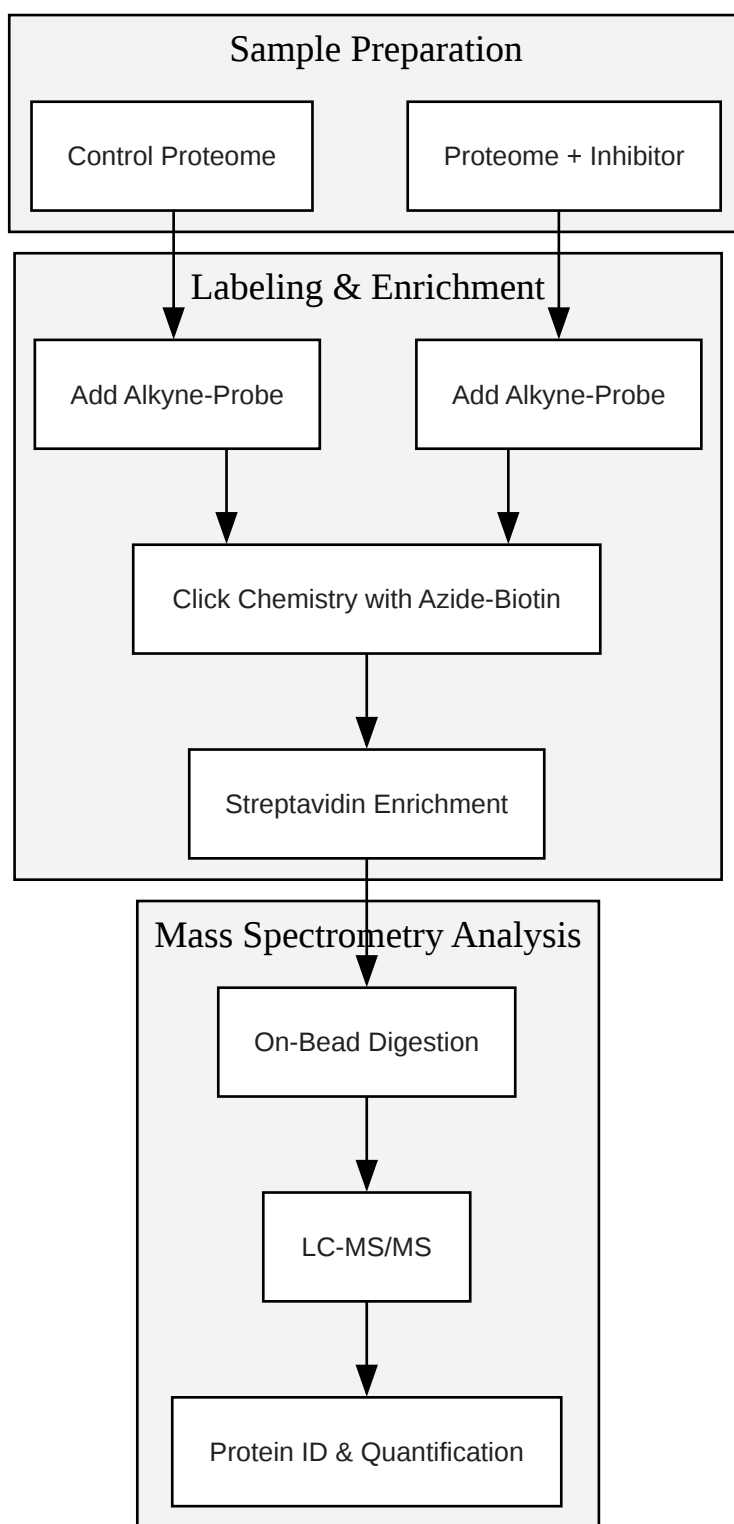 Sample Preparation
Control Proteome
Proteome + Inhibitor
Labeling & Enrichment
Add Alkyne-Probe
Add Alkyne-Probe
Click Chemistry with Azide-Biotin
Streptavidin Enrichment
Mass Spectrometry Analysis
On-Bead Digestion
LC-MS/MS
Protein ID & Quantification